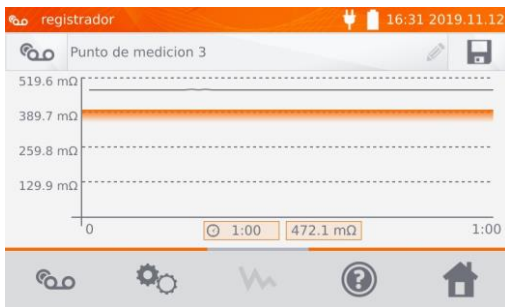 registrador
16:31 2019.11.12
Punto de medicion 3
519.6 mΩ
389.7 mΩ
259.8 mΩ
129.9 mΩ
0
1:00
472.1 mΩ
1:00
?